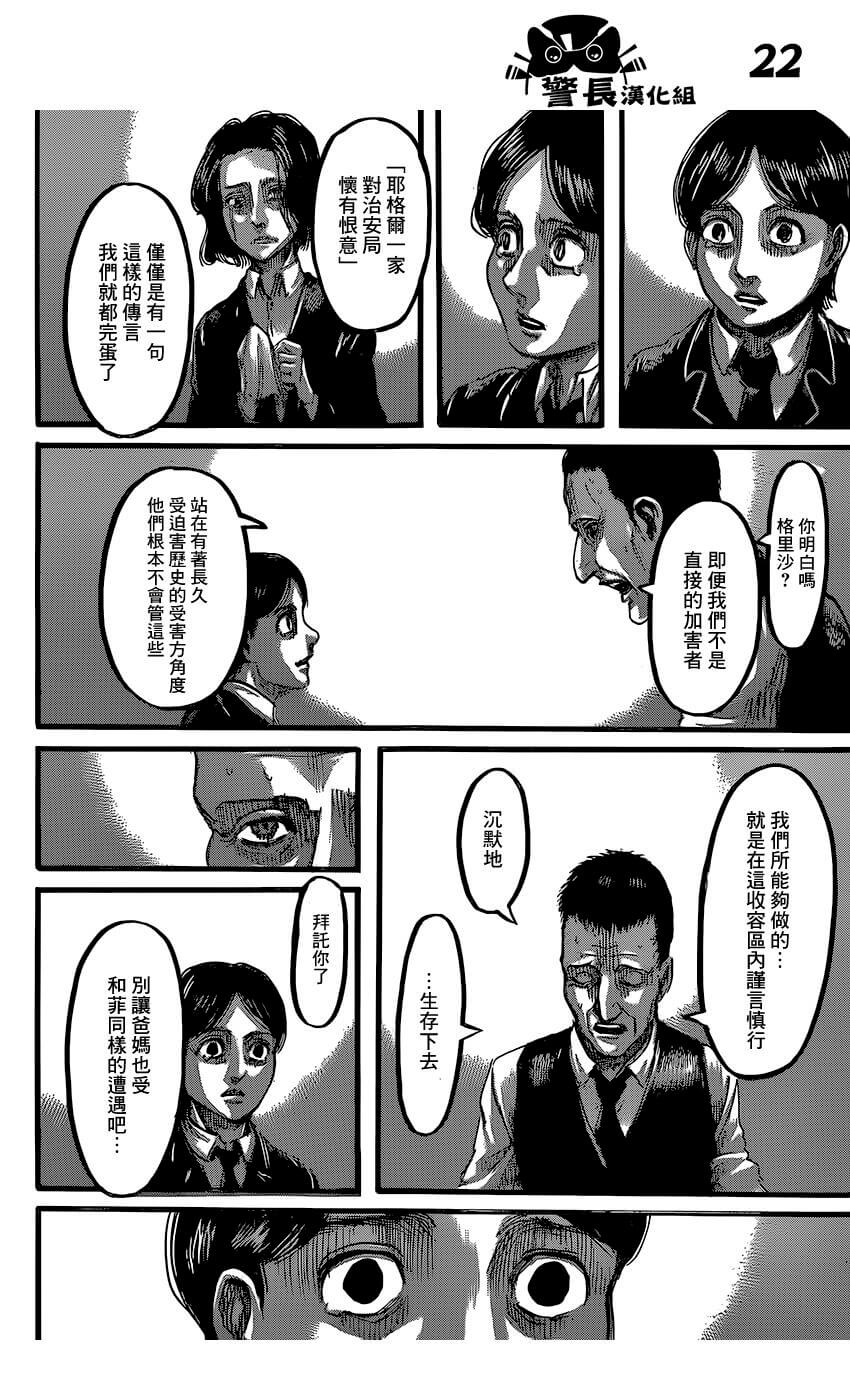 警長漢化組
22
「耶格爾一家
對治安局
懷有恨意」
僅僅是有一句
這樣的傳言
我們就都完蛋了
你明白嗎
格里沙?
即便我們不是
直接的加害者
站在有著長久
受迫害歷史的受害方角度
他們根本不會管這些
我們所能夠做的…
就是在這收容區內謹言慎行
沉默地
…生存下去
拜託你了
別讓爸媽也受
和菲同樣的遭遇吧…